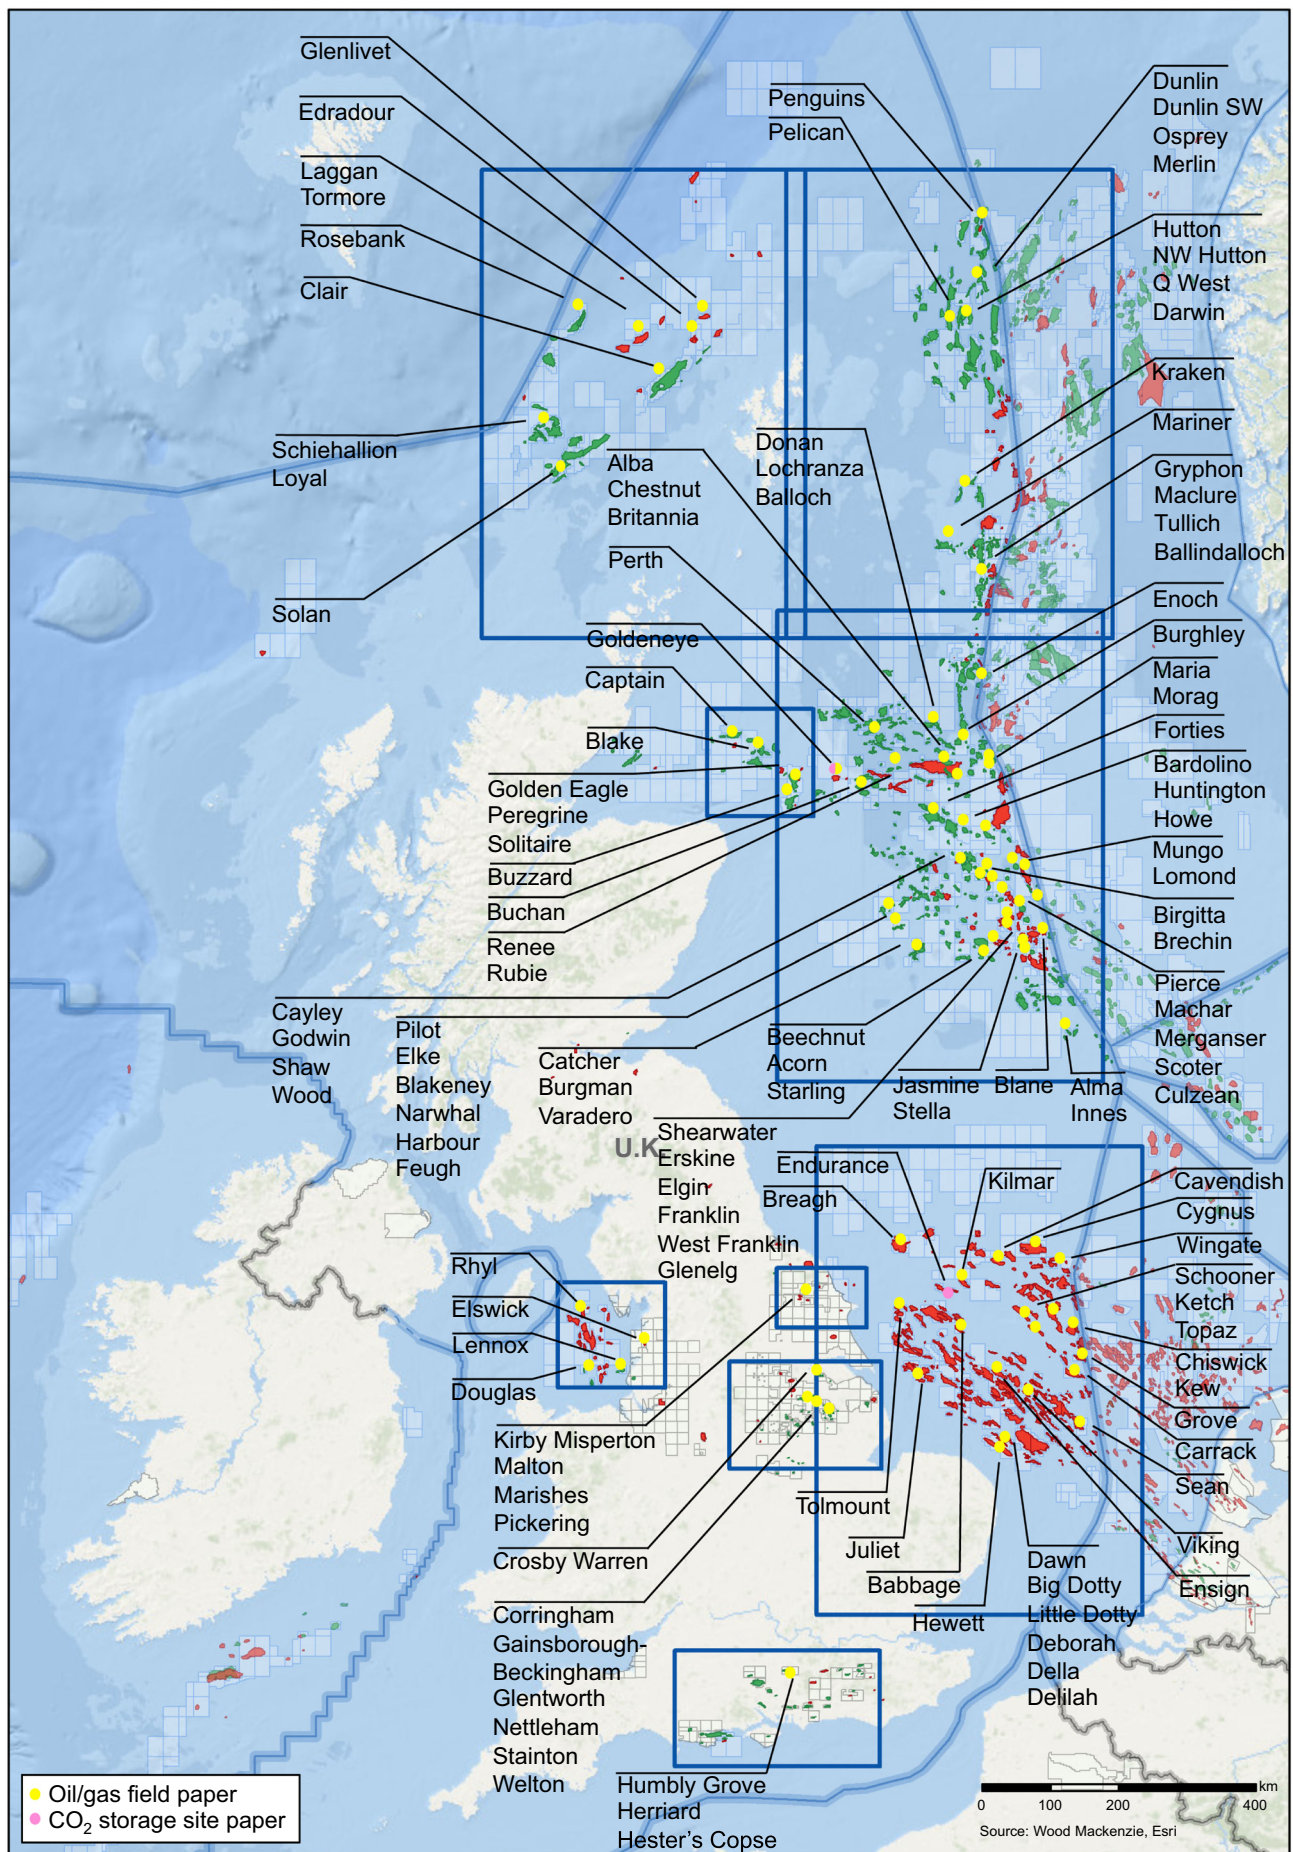 Glenlivet
Edradour
Laggan
Tormore
Rosebank
Clair
Schiehallion
Loyal
Solan
Penguins
Pelican
Dunlin
Dunlin SW
Osprey
Merlin
Hutton
NW Hutton
Q West
Darwin
Kraken
Mariner
Gryphon
Maclure
Tullich
Ballindalloch
Donan
Lochranza
Balloch
Alba
Chestnut
Britannia
Perth
Goldeneye
Captain
Blake
Golden Eagle
Peregrine
Solitaire
Buzzard
Buchan
Renee
Rubie
Enoch
Burghley
Maria
Morag
Forties
Bardolino
Huntington
Howe
Mungo
Lomond
Birgitta
Brechin
Pierce
Machar
Merganser
Scoter
Culzean
Cayley
Godwin
Shaw
Wood
Pilot
Elke
Blakeney
Narwhal
Harbour
Feugh
Catcher
Burgman
Varadero
Beechnut
Acorn
Starling
Jasmine
Stella
Blane
Alma
Innes
U.K
Shearwater
Erskine
Elgin
Franklin
West Franklin
Glenelg
Endurance
Breagh
Kilmar
Cavendish
Cygnus
Wingate
Schooner
Ketch
Topaz
Chiswick
Kew
Grove
Carrack
Sean
Viking
Ensign
Rhyl
Elswick
Lennox
Douglas
Kirby Misperton
Malton
Marishes
Pickering
Crosby Warren
Corringham
Gainsborough-
Beckingham
Glentworth
Nettleham
Stainton
Welton
Tolmount
Juliet
Babbage
Hewett
Dawn
Big Dotty
Little Dotty
Deborah
Della
Delilah
Humbly Grove
Herriard
Hester's Copse
Oil/gas field paper
CO2 storage site paper
km
0 100 200 400
Source: Wood Mackenzie, Esri